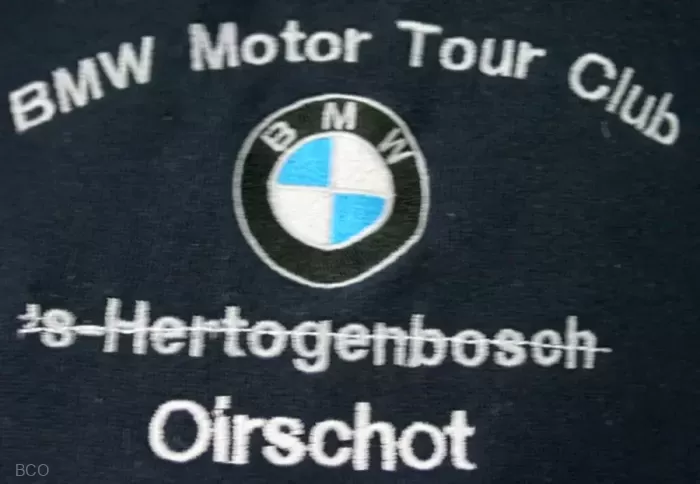 BMW Motor Tour Club
BMW
's-Hertogenbosch
Oirschot
BCO